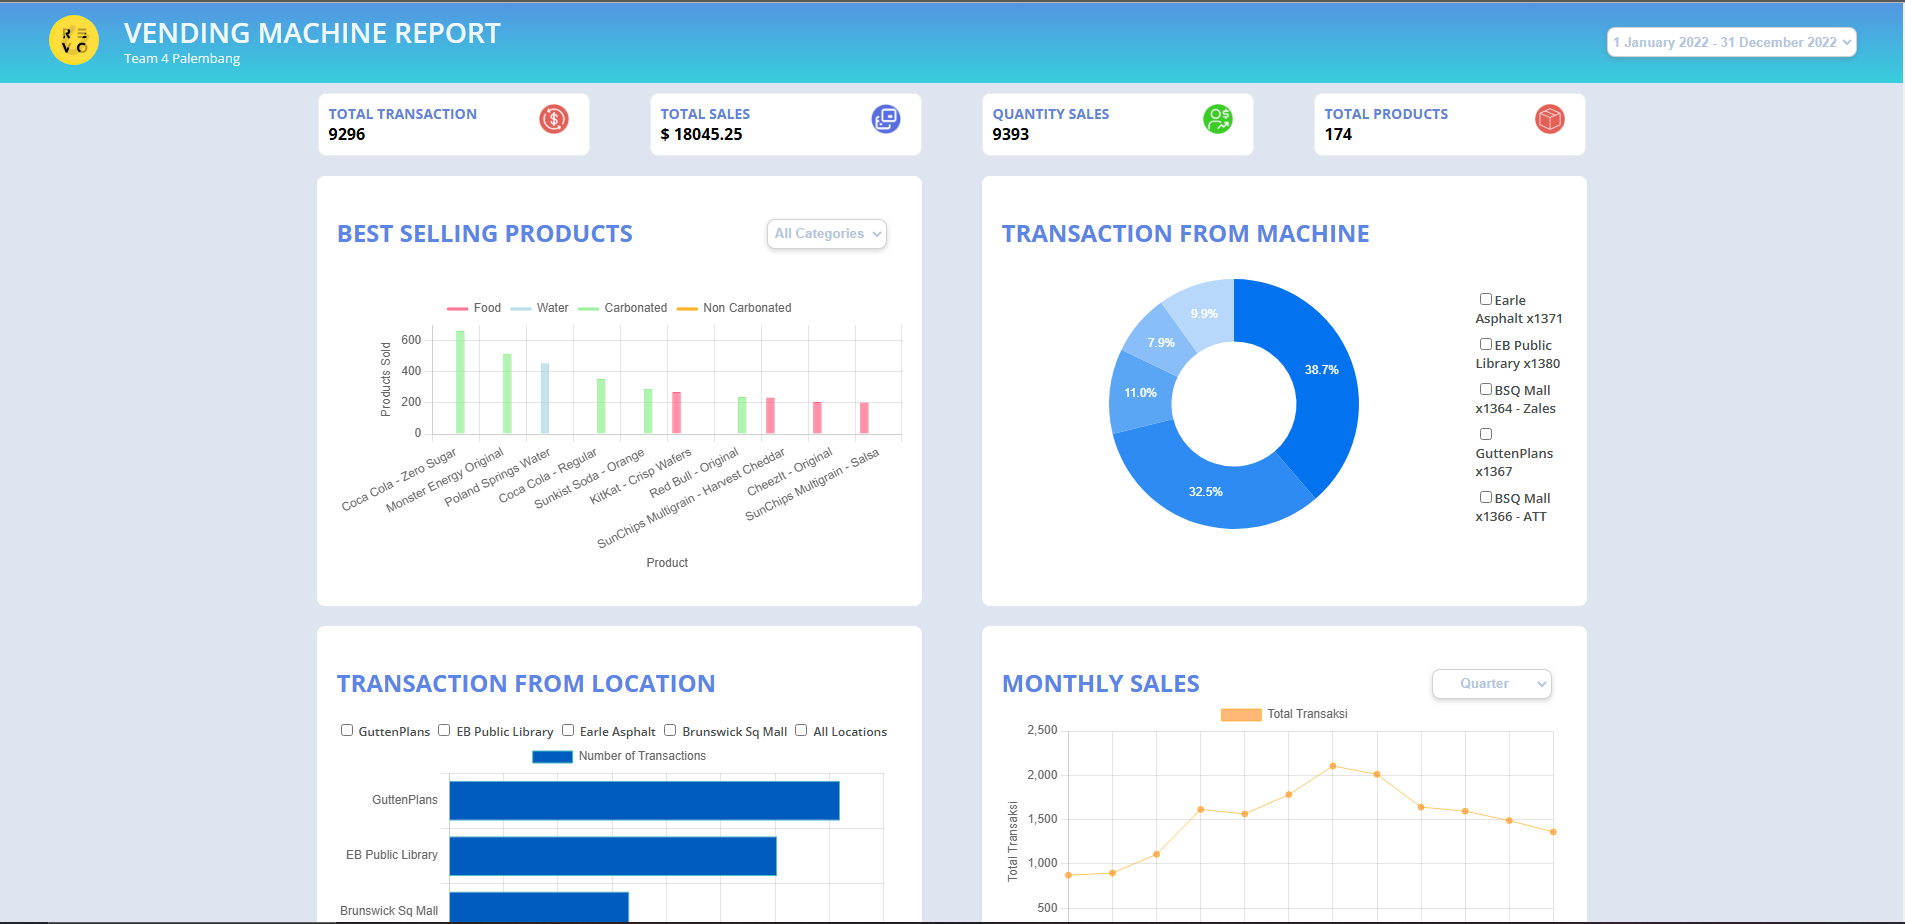 RE
VO
VENDING MACHINE REPORT
Team 4 Palembang
1 January 2022 - 31 December 2022
TOTAL TRANSACTION
9296
TOTAL SALES
$ 18045.25
QUANTITY SALES
9393
TOTAL PRODUCTS
174
BEST SELLING PRODUCTS
All Categories
Food
Water
Carbonated
Non Carbonated
Products Sold
600
400
200
0
Coca Cola - Zero Sugar
Monster Energy Original
Poland Springs Water
Coca Cola - Regular
Sunkist Soda - Orange
KitKat - Crisp Wafers
Red Bull - Original
SunChips Multigrain - Harvest Cheddar
CheezIt - Original
SunChips Multigrain - Salsa
Product
TRANSACTION FROM MACHINE
9.9%
7.9%
11.0%
38.7%
32.5%
Earle
Asphalt x1371
EB Public
Library x1380
BSQ Mall
x1364 - Zales
GuttenPlans
x1367
BSQ Mall
x1366 - ATT
TRANSACTION FROM LOCATION
GuttenPlans
EB Public Library
Earle Asphalt
Brunswick Sq Mall
All Locations
Number of Transactions
GuttenPlans
EB Public Library
Brunswick Sq Mall
MONTHLY SALES
Quarter
Total Transaksi
Total Transaksi
2,500
2,000
1,500
1,000
500